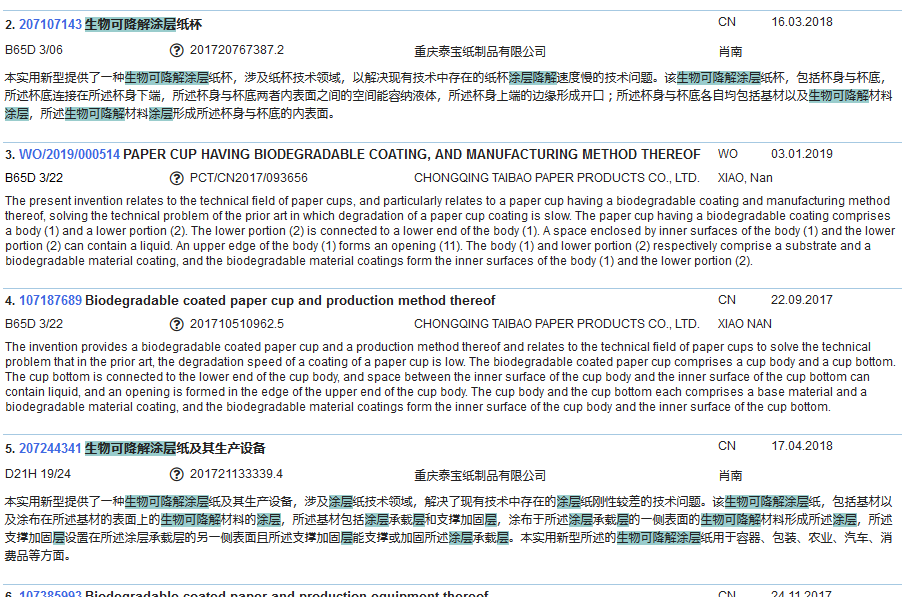 2. 207107143 生物可降解涂层纸杯 CN 16.03.2018
B65D 3/06 ? 201720767387.2 重庆泰宝纸制品有限公司 肖南
本实用新型提供了一种生物可降解涂层纸杯，涉及纸杯技术领域，以解决现有技术中存在的纸杯涂层降解速度慢的技术问题。该生物可降解涂层纸杯，包括杯身与杯底，
所述杯底连接在所述杯身下端，所述杯身与杯底两者内表面之间的空间能容纳液体，所述杯身上端的边缘形成开口；所述杯身与杯底各自均包括基材以及生物可降解材料
涂层，所述生物可降解材料涂层形成所述杯身与杯底的内表面。
3. WO/2019/000514 PAPER CUP HAVING BIODEGRADABLE COATING, AND MANUFACTURING METHOD THEREOF WO 03.01.2019
B65D 3/22 ? PCT/CN2017/093656 CHONGQING TAIBAO PAPER PRODUCTS CO., LTD. XIAO, Nan
The present invention relates to the technical field of paper cups, and particularly relates to a paper cup having a biodegradable coating and manufacturing method
thereof, solving the technical problem of the prior art in which degradation of a paper cup coating is slow. The paper cup having a biodegradable coating comprises
a body (1) and a lower portion (2). The lower portion (2) is connected to a lower end of the body (1). A space enclosed by inner surfaces of the body (1) and the lower
portion (2) can contain a liquid. An upper edge of the body (1) forms an opening (11). The body (1) and lower portion (2) respectively comprise a substrate and a
biodegradable material coating, and the biodegradable material coatings form the inner surfaces of the body (1) and the lower portion (2).
4. 107187689 Biodegradable coated paper cup and production method thereof CN 22.09.2017
B65D 3/22 ? 201710510962.5 CHONGQING TAIBAO PAPER PRODUCTS CO., LTD. XIAO NAN
The invention provides a biodegradable coated paper cup and a production method thereof and relates to the technical field of paper cups to solve the technical
problem that in the prior art, the degradation speed of a coating of a paper cup is low. The biodegradable coated paper cup comprises a cup body and a cup bottom.
The cup bottom is connected to the lower end of the cup body, and space between the inner surface of the cup body and the inner surface of the cup bottom can
contain liquid, and an opening is formed in the edge of the upper end of the cup body. The cup body and the cup bottom each comprises a base material and a
biodegradable material coating, and the biodegradable material coatings form the inner surface of the cup body and the inner surface of the cup bottom.
5. 207244341 生物可降解涂层纸及其生产设备 CN 17.04.2018
D21H 19/24 ? 201721133339.4 重庆泰宝纸制品有限公司 肖南
本实用新型提供了一种生物可降解涂层纸及其生产设备，涉及涂层纸技术领域，解决了现有技术中存在的涂层纸刚性较差的技术问题。该生物可降解涂层纸，包括基材以
及涂布在所述基材的表面上的生物可降解材料的涂层，所述基材包括涂层承载层和支撑加固层，涂布于所述涂层承载层的一侧表面的生物可降解材料形成所述涂层，所述
支撑加固层设置在所述涂层承载层的另一侧表面且所述支撑加固层能支撑或加固所述涂层承载层。本实用新型所述的生物可降解涂层纸用于容器、包装、农业、汽车、消
费品等方面。
6. 107385993 Biodegradable coated paper and production equipment thereof CN 24.11.2017